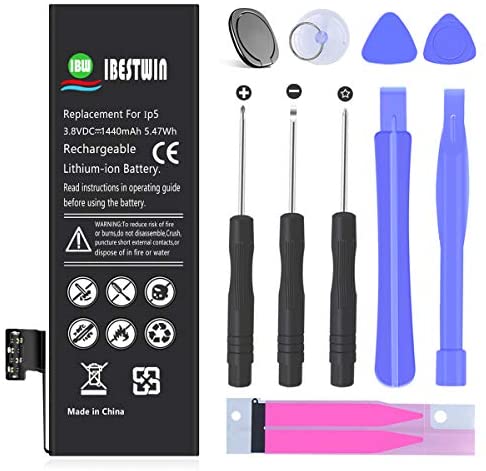 IBW IBESTWIN
Replacement For Ip5
3.8VDC⎓1440mAh 5.47Wh
Rechargeable CE
Lithium-ion Battery.
Read instructions in operating guide
before using the battery.
WARNING:To reduce risk of fire
or burns,do not disassemble,Crush,
puncture short external contacts,or
dispose of in fire or water
Made in China